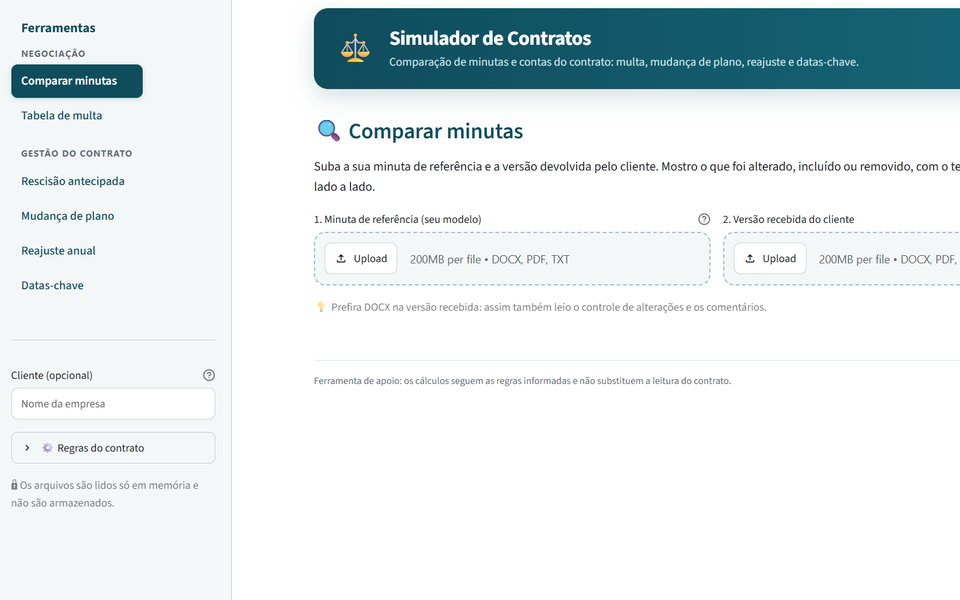 Ferramentas
NEGOCIAÇÃO
Comparar minutas
Tabela de multa
GESTÃO DO CONTRATO
Rescisão antecipada
Mudança de plano
Reajuste anual
Datas-chave
Cliente (opcional)
Nome da empresa
Regras do contrato
Os arquivos são lidos só em memória e
não são armazenados.
Simulador de Contratos
Comparação de minutas e contas do contrato: multa, mudança de plano, reajuste e datas-chave.
Comparar minutas
Suba a sua minuta de referência e a versão devolvida pelo cliente. Mostro o que foi alterado, incluído ou removido, com o te
lado a lado.
1. Minuta de referência (seu modelo)
Upload
200MB per file • DOCX, PDF, TXT
2. Versão recebida do cliente
Upload
200MB per file • DOCX, PDF,
Prefira DOCX na versão recebida: assim também leio o controle de alterações e os comentários.
Ferramenta de apoio: os cálculos seguem as regras informadas e não substituem a leitura do contrato.